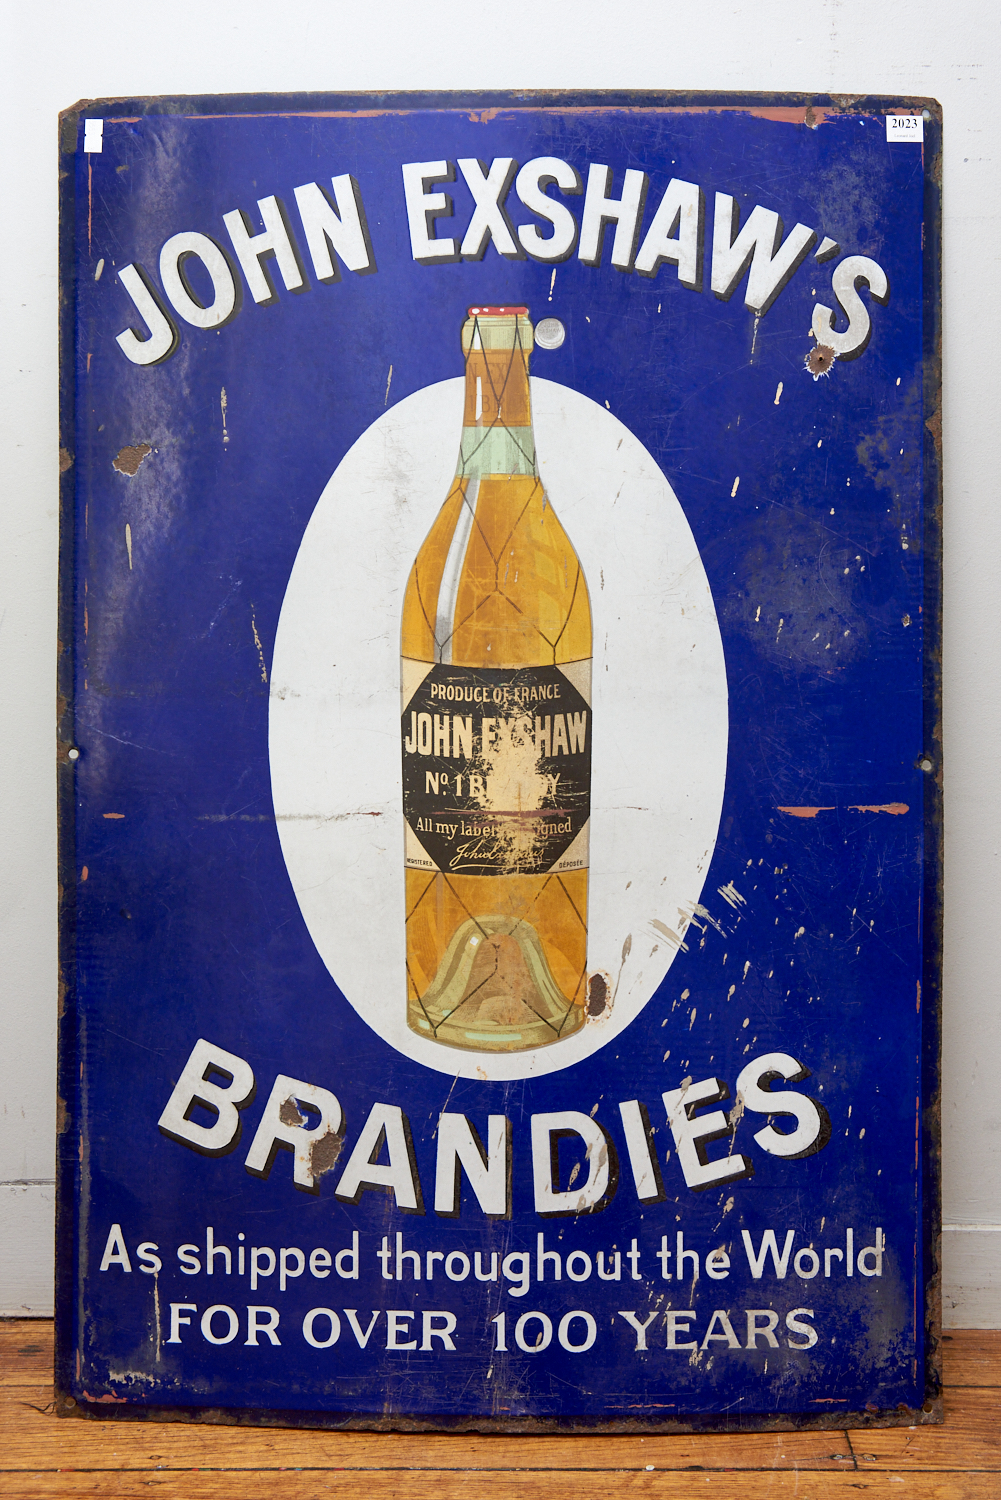 2023
JOHN EXSHAW'S
PRODUCE OF FRANCE
JOHN EXSHAW
No. 1
All my labels signed
REGISTERED
DÉPOSÉE
BRANDIES
As shipped throughout the World
FOR OVER 100 YEARS